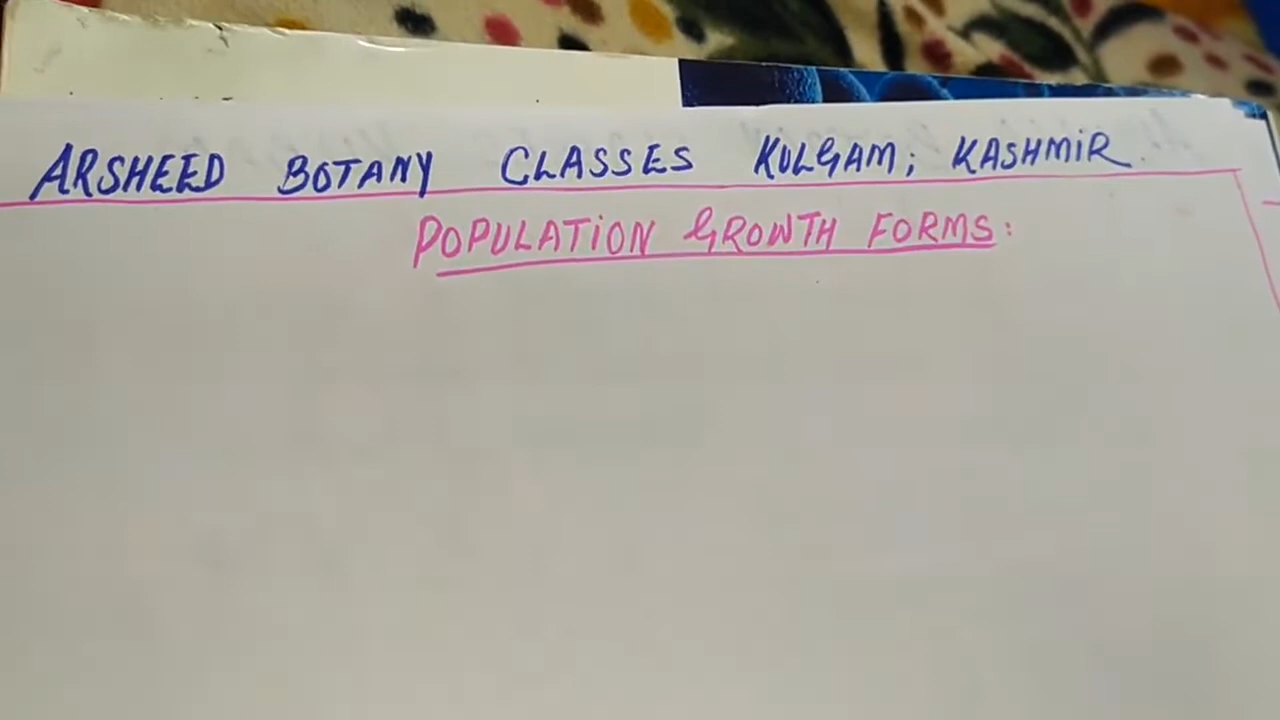 ARSHEED BOTANY CLASSES KULGAM; KASHMiR.
POPULATiON GROWTH FORMS: